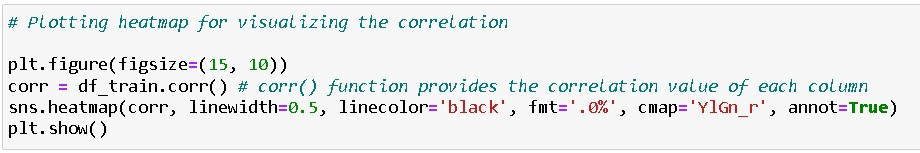 # Plotting heatmap for visualizing the correlation
plt.figure(figsize=(15, 10))
corr = df_train.corr() # corr() function provides the correlation value of each column
sns.heatmap(corr, linewidth=0.5, linecolor='black', fmt='.0%', cmap='YlGn_r', annot=True)
plt.show()